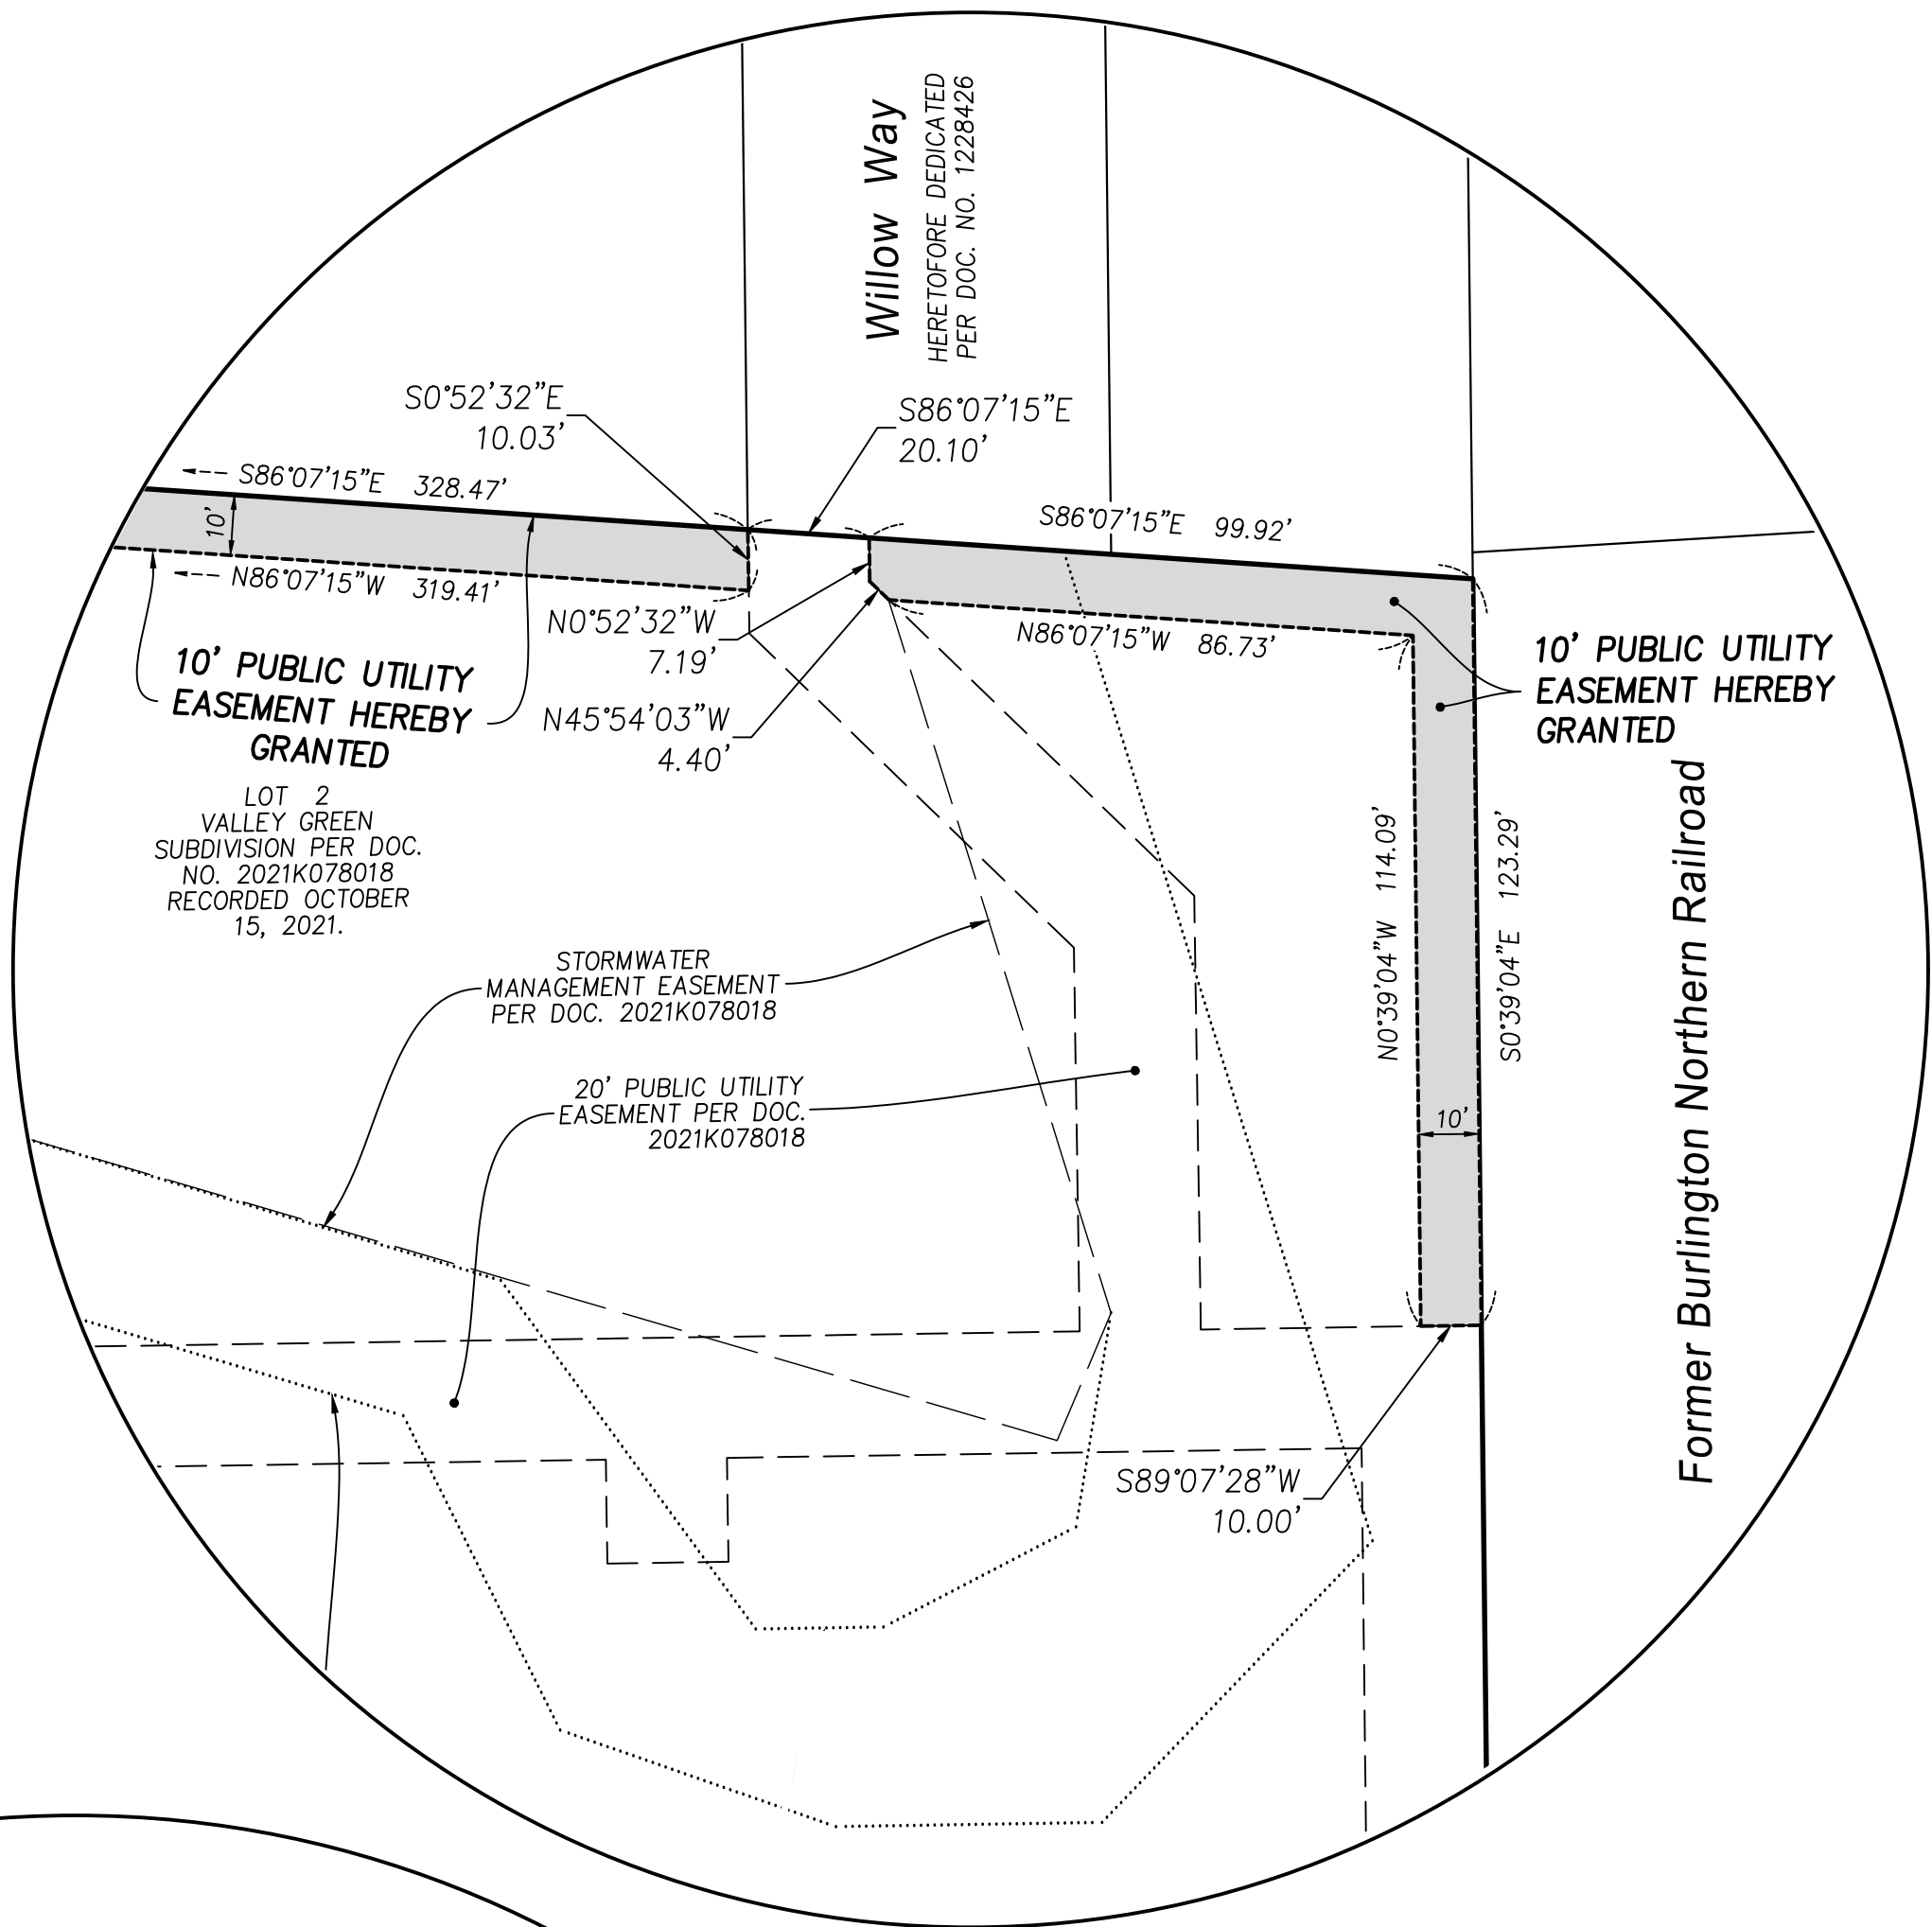 Willow Way
HERETOFORE DEDICATED
PER DOC. NO. 1228426
S0°52'32"E
10.03'
S86°07'15"E
20.10'
S86°07'15"E 328.47'
10'
N86°07'15"W 319.41'
S86°07'15"E 99.92'
N0°52'32"W
7.19'
N45°54'03"W
4.40'
N86°07'15"W 86.73'
10' PUBLIC UTILITY
EASEMENT HEREBY
GRANTED
10' PUBLIC UTILITY
EASEMENT HEREBY
GRANTED
LOT 2
VALLEY GREEN
SUBDIVISION PER DOC.
NO. 2021K078018
RECORDED OCTOBER
15, 2021.
STORMWATER
MANAGEMENT EASEMENT
PER DOC. 2021K078018
20' PUBLIC UTILITY
EASEMENT PER DOC.
2021K078018
N0°39'04"W 114.09'
S0°39'04"E 123.29'
10'
Former Burlington Northern Railroad
S89°07'28"W
10.00'